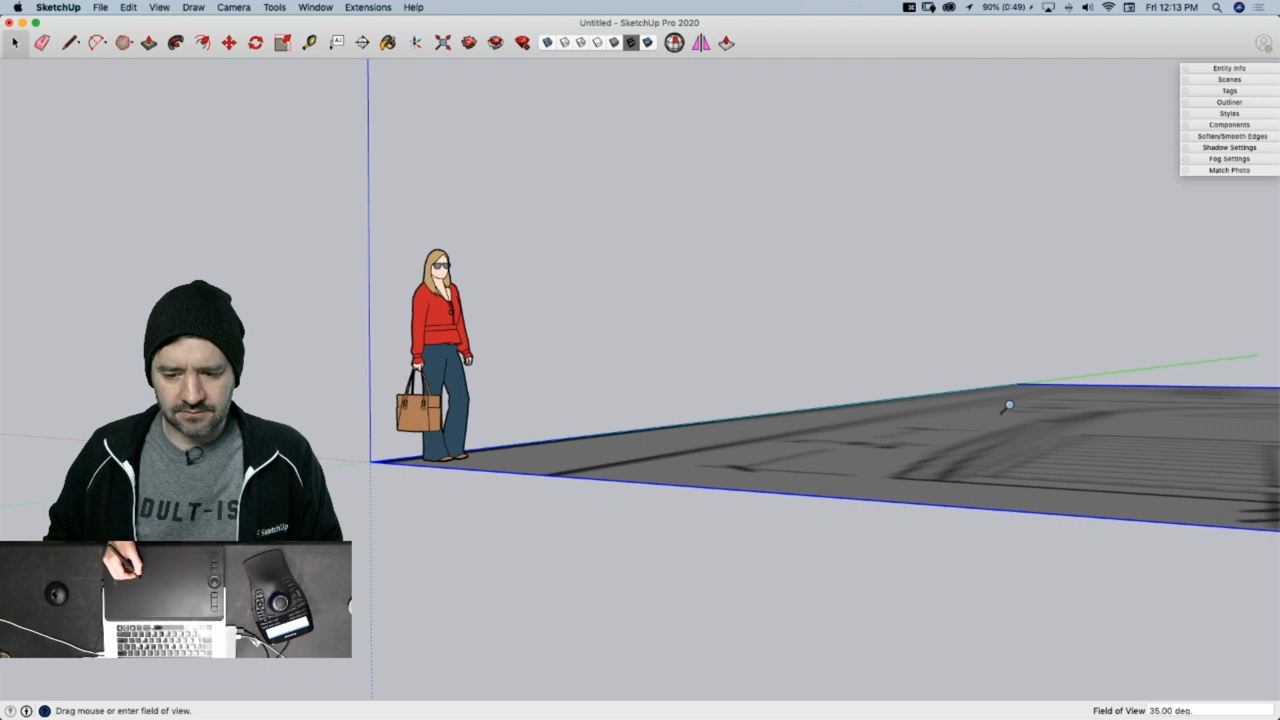 SketchUp File Edit View Draw Camera Tools Window Extensions Help
90% (0:49) Fri 12:13 PM
Untitled - SketchUp Pro 2020
A1
Entity Info
Scenes
Tags
Outliner
Styles
Components
Soften/Smooth Edges
Shadow Settings
Fog Settings
Match Photo
DULT-IS
SketchUp
Drag mouse or enter field of view.
Field of View 35.00 deg.